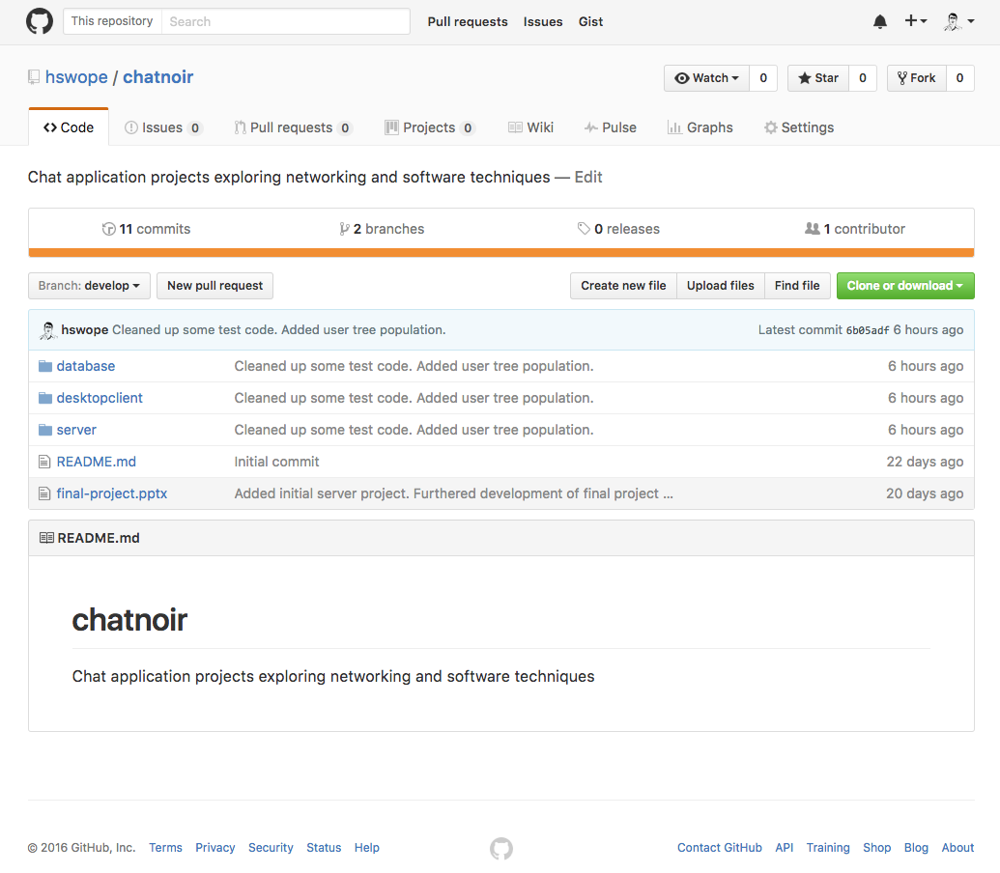 This repository Search Pull requests Issues Gist
hswope / chatnoir Watch 0 Star 0 Fork 0
Code Issues 0 Pull requests 0 Projects 0 Wiki Pulse Graphs Settings
Chat application projects exploring networking and software techniques — Edit
11 commits 2 branches 0 releases 1 contributor
Branch: develop New pull request Create new file Upload files Find file Clone or download
hswope Cleaned up some test code. Added user tree population. Latest commit 6b05adf 6 hours ago
database Cleaned up some test code. Added user tree population. 6 hours ago
desktopclient Cleaned up some test code. Added user tree population. 6 hours ago
server Cleaned up some test code. Added user tree population. 6 hours ago
README.md Initial commit 22 days ago
final-project.pptx Added initial server project. Furthered development of final project ... 20 days ago
README.md
chatnoir
Chat application projects exploring networking and software techniques
© 2016 GitHub, Inc. Terms Privacy Security Status Help Contact GitHub API Training Shop Blog About